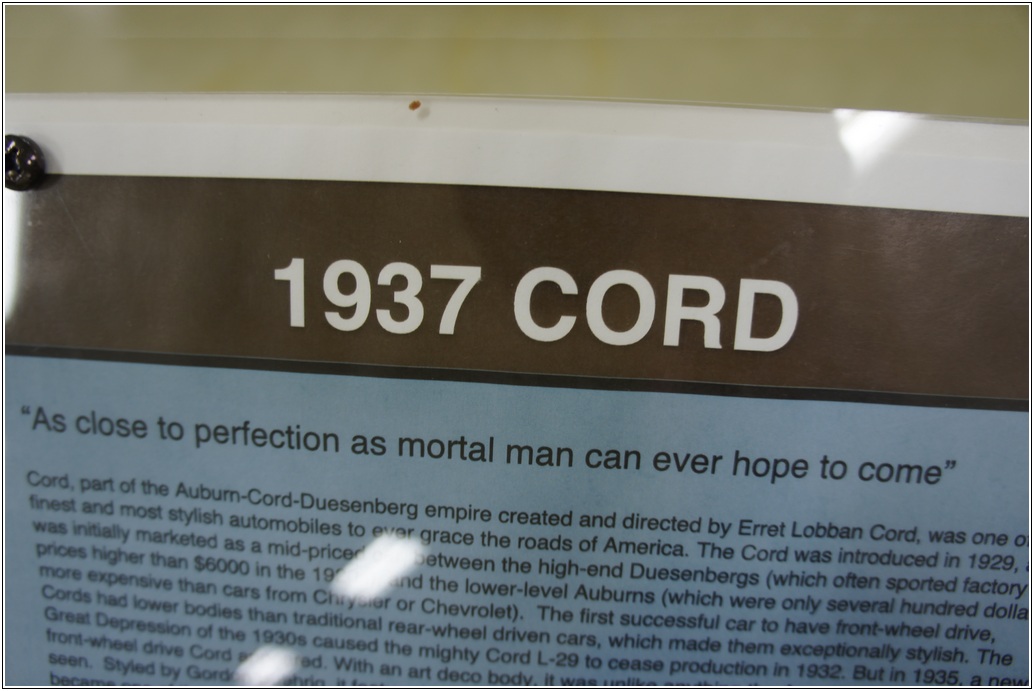 1937 CORD
“As close to perfection as mortal man can ever hope to come”
Cord, part of the Auburn-Cord-Duesenberg empire created and directed by Erret Lobban Cord, was one
finest and most stylish automobiles to ever grace the roads of America. The Cord was introduced in 1929,
was initially marketed as a mid-priced between the high-end Duesenbergs (which often sported factory
prices higher than $6000 in the and the lower-level Auburns (which were only several hundred
more expensive than cars from Chrysler or Chevrolet). The first successful car to have front-wheel drive,
Cords had lower bodies than traditional rear-wheel driven cars, which made them exceptionally stylish. The
Great Depression of the 1930s caused the mighty Cord L-29 to cease production in 1932. But in 1935, a new
front-wheel drive Cord With an art deco body, it was unlike
seen. Styled by
became